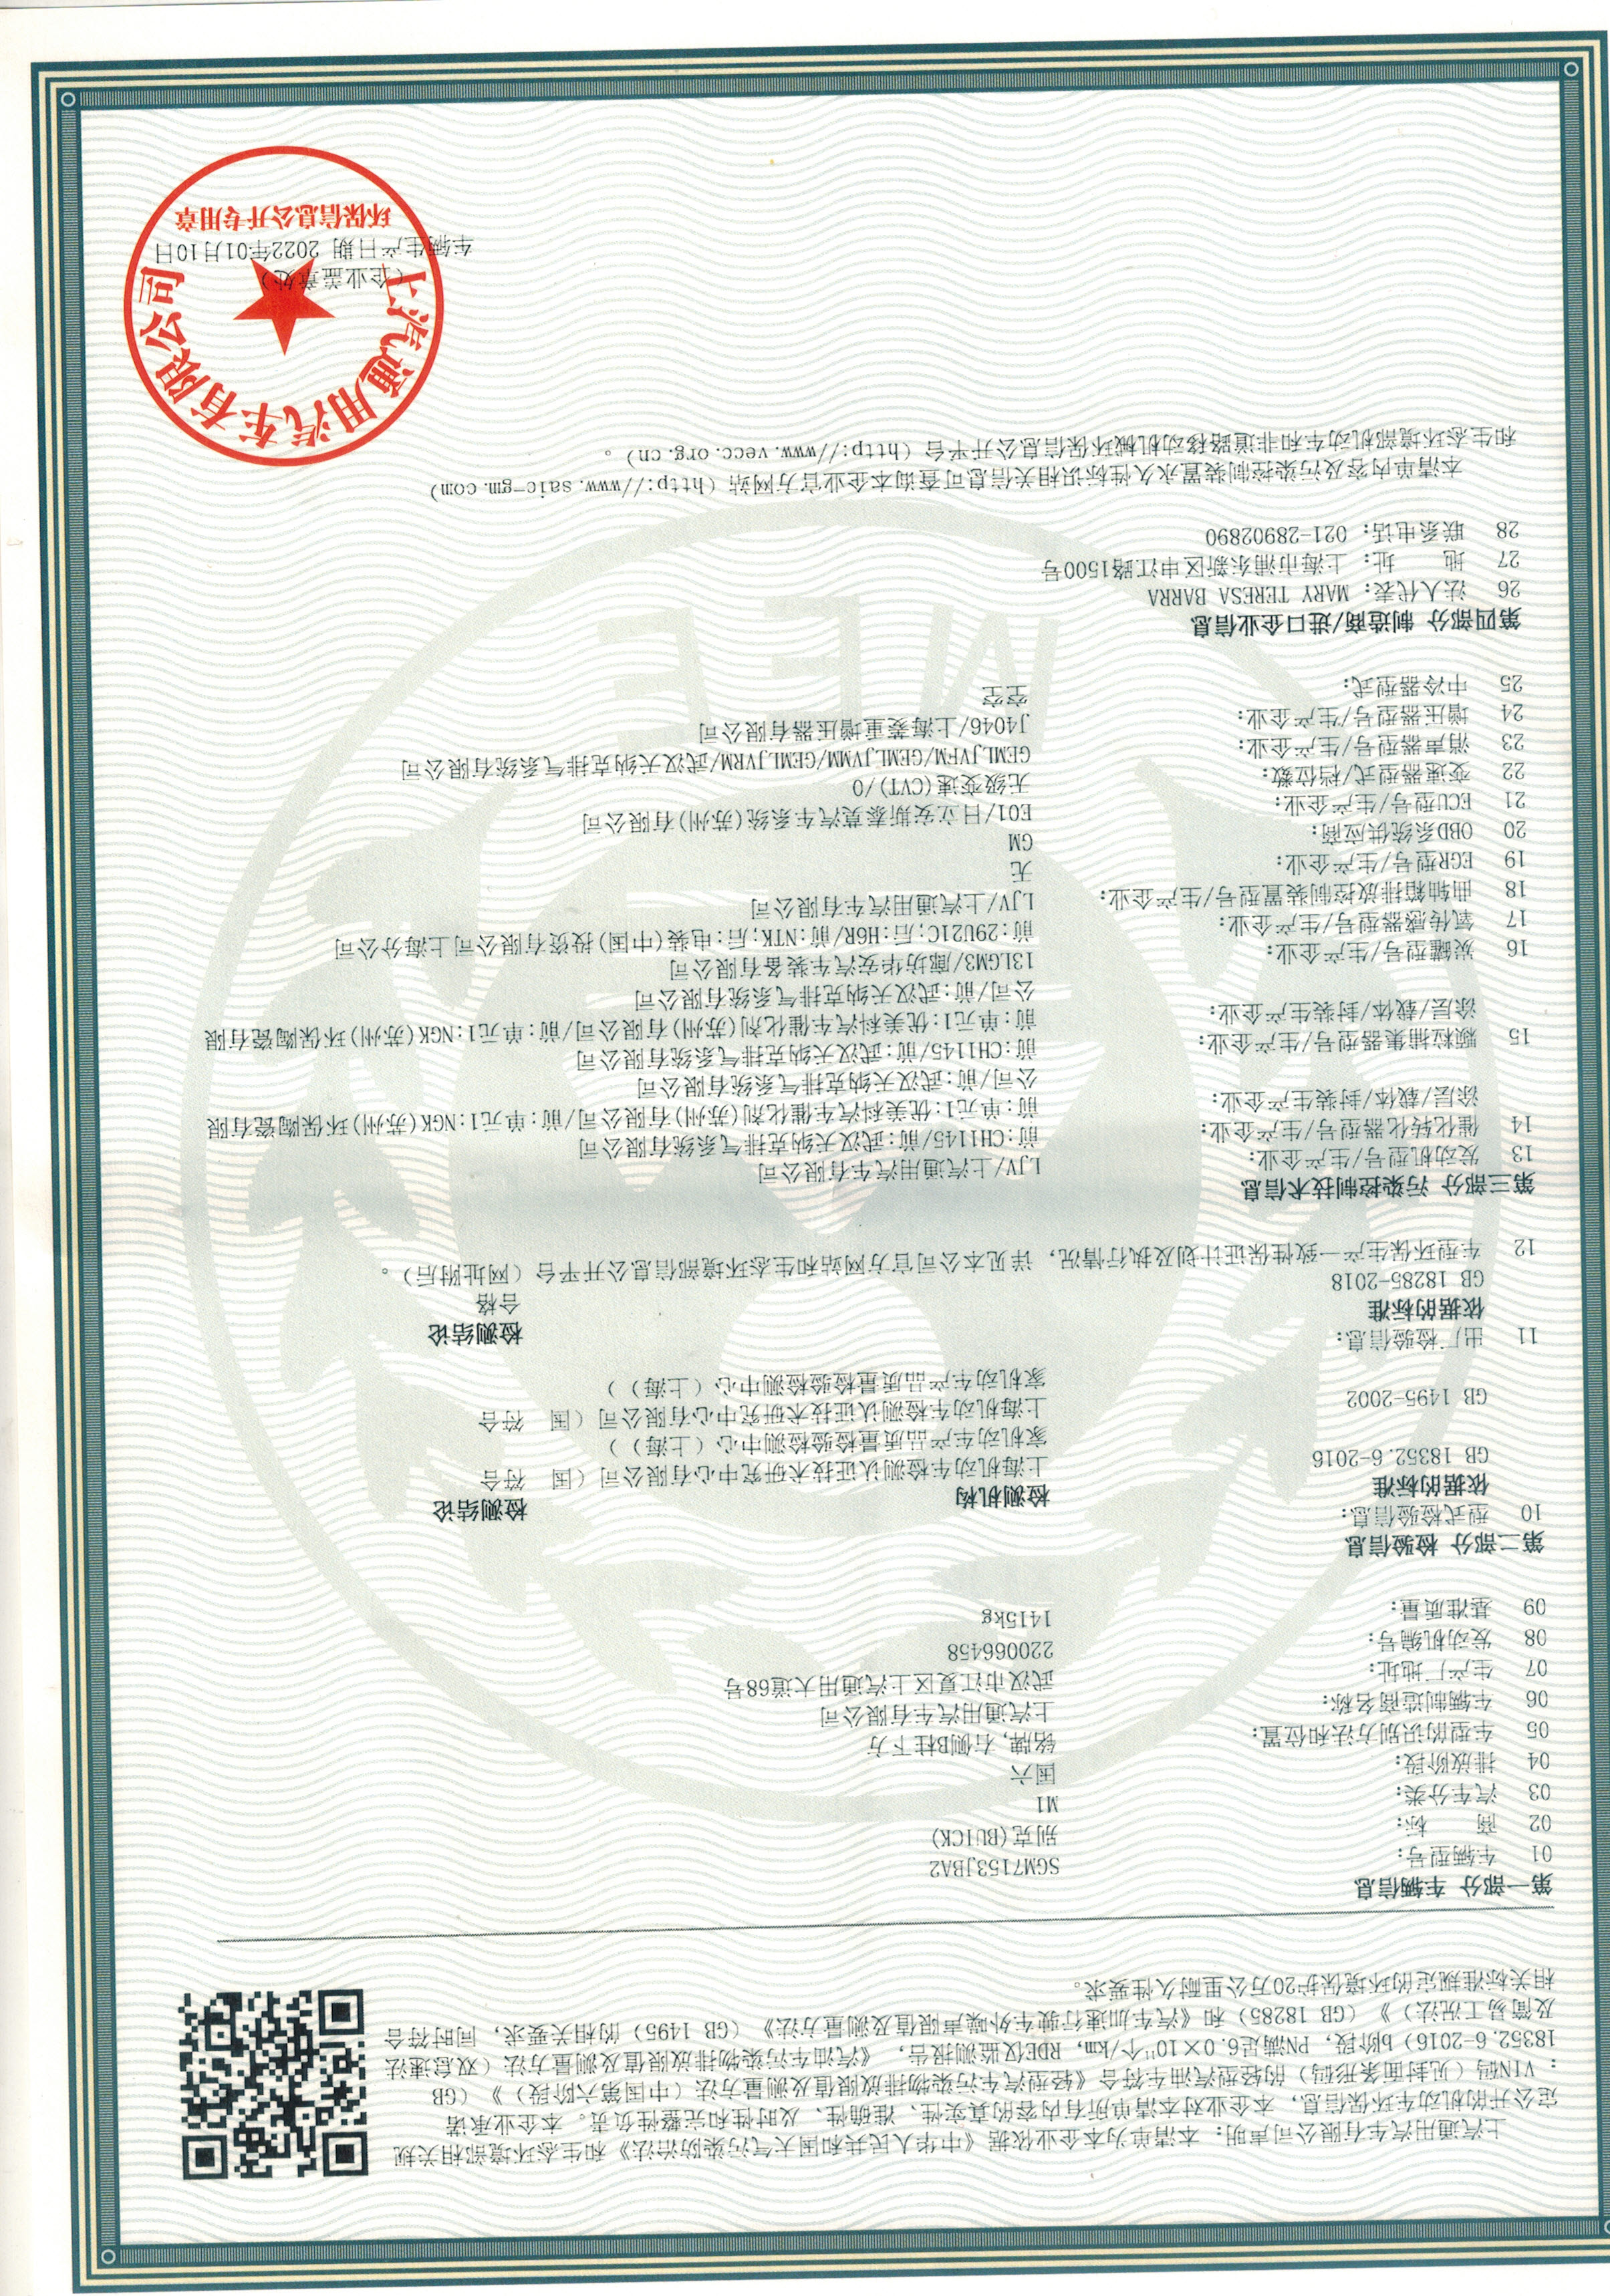 上汽通用汽车有限公司声明：本清单为本企业依据《中华人民共和国大气污染防治法》和生态环境部相关规
定公开的机动车环保信息，本企业对本清单所有内容的真实性、准确性、及时性和完整性负责。本企业承诺
：VIN码（见封面条形码）的轻型汽油车符合《轻型汽车污染物排放限值及测量方法（中国第六阶段）》（GB
18352.6-2016）b阶段，PN满足6.0×10¹¹个/km，RDE仅监测报告，《汽油车污染物排放限值及测量方法（双怠速法
及简易工况法）》（GB 18285）和《汽车加速行驶车外噪声限值及测量方法》（GB 1495）的相关要求，同时符合
相关标准规定的环境保护20万公里耐久性要求。
第一部分 车辆信息
01 车辆型号： SGM7153JBA2
02 商 标： 别克(BUICK)
03 汽车分类： M1
04 排放阶段： 国六
05 车型的识别方法和位置： 铭牌，右侧B柱下方
06 车辆制造商名称： 上汽通用汽车有限公司
07 生产厂地址： 武汉市江夏区上汽通用大道68号
08 发动机编号： 220066458
09 基准质量： 1415kg
第二部分 检验信息
10 型式检验信息：
依据的标准 检测机构 检测结论
GB 18352.6-2016 上海机动车检测认证技术研究中心有限公司（国 符合
家机动车产品质量检验检测中心（上海））
GB 1495-2002 上海机动车检测认证技术研究中心有限公司（国 符合
家机动车产品质量检验检测中心（上海））
11 出厂检验信息：
依据的标准 检测结论
GB 18285-2018 合格
12 车型环保生产一致性保证计划及执行情况，详见本公司官方网站和生态环境部信息公开平台（网址附后）。
第三部分 污染控制技术信息
13 发动机型号/生产企业： LJV/上汽通用汽车有限公司
14 催化转化器型号/生产企业： 前:CH1145/前:武汉天纳克排气系统有限公司
涂层/载体/封装生产企业： 前:单元1:优美科汽车催化剂(苏州)有限公司/前:单元1:NGK(苏州)环保陶瓷有限
公司/前:武汉天纳克排气系统有限公司
15 颗粒捕集器型号/生产企业： 前:CH1145/前:武汉天纳克排气系统有限公司
涂层/载体/封装生产企业： 前:单元1:优美科汽车催化剂(苏州)有限公司/前:单元1:NGK(苏州)环保陶瓷有限
公司/前:武汉天纳克排气系统有限公司
16 炭罐型号/生产企业： 13LGM3/廊坊华安汽车装备有限公司
17 氧传感器型号/生产企业： 前:29U21C;后:H6R/前:NTK;后:电装(中国)投资有限公司上海分公司
18 曲轴箱排放控制装置型号/生产企业： LJV/上汽通用汽车有限公司
19 EGR型号/生产企业： 无
20 OBD系统供应商： GM
21 ECU型号/生产企业： E01/日立安斯泰莫汽车系统(苏州)有限公司
22 变速器型式/档位数： 无级变速(CVT)/0
23 消声器型号/生产企业： GEMLJVFM/GEMLJVMM/GEMLJVRM/武汉天纳克排气系统有限公司
24 增压器型号/生产企业： J4046/上海菱重增压器有限公司
25 中冷器型式： 空空
第四部分 制造商/进口企业信息
26 法人代表： MARY TERESA BARRA
27 地 址： 上海市浦东新区申江路1500号
28 联系电话： 021-28902890
本清单内容及污染控制装置永久性标识相关信息可查询本企业官方网站（http://www.saic-gm.com）
和生态环境部机动车和非道路移动机械环保信息公开平台（http://www.vecc.org.cn）。
上汽通用汽车有限公司
（企业盖章处）
车辆生产日期 2022年01月10日
环保信息公开专用章
MEE